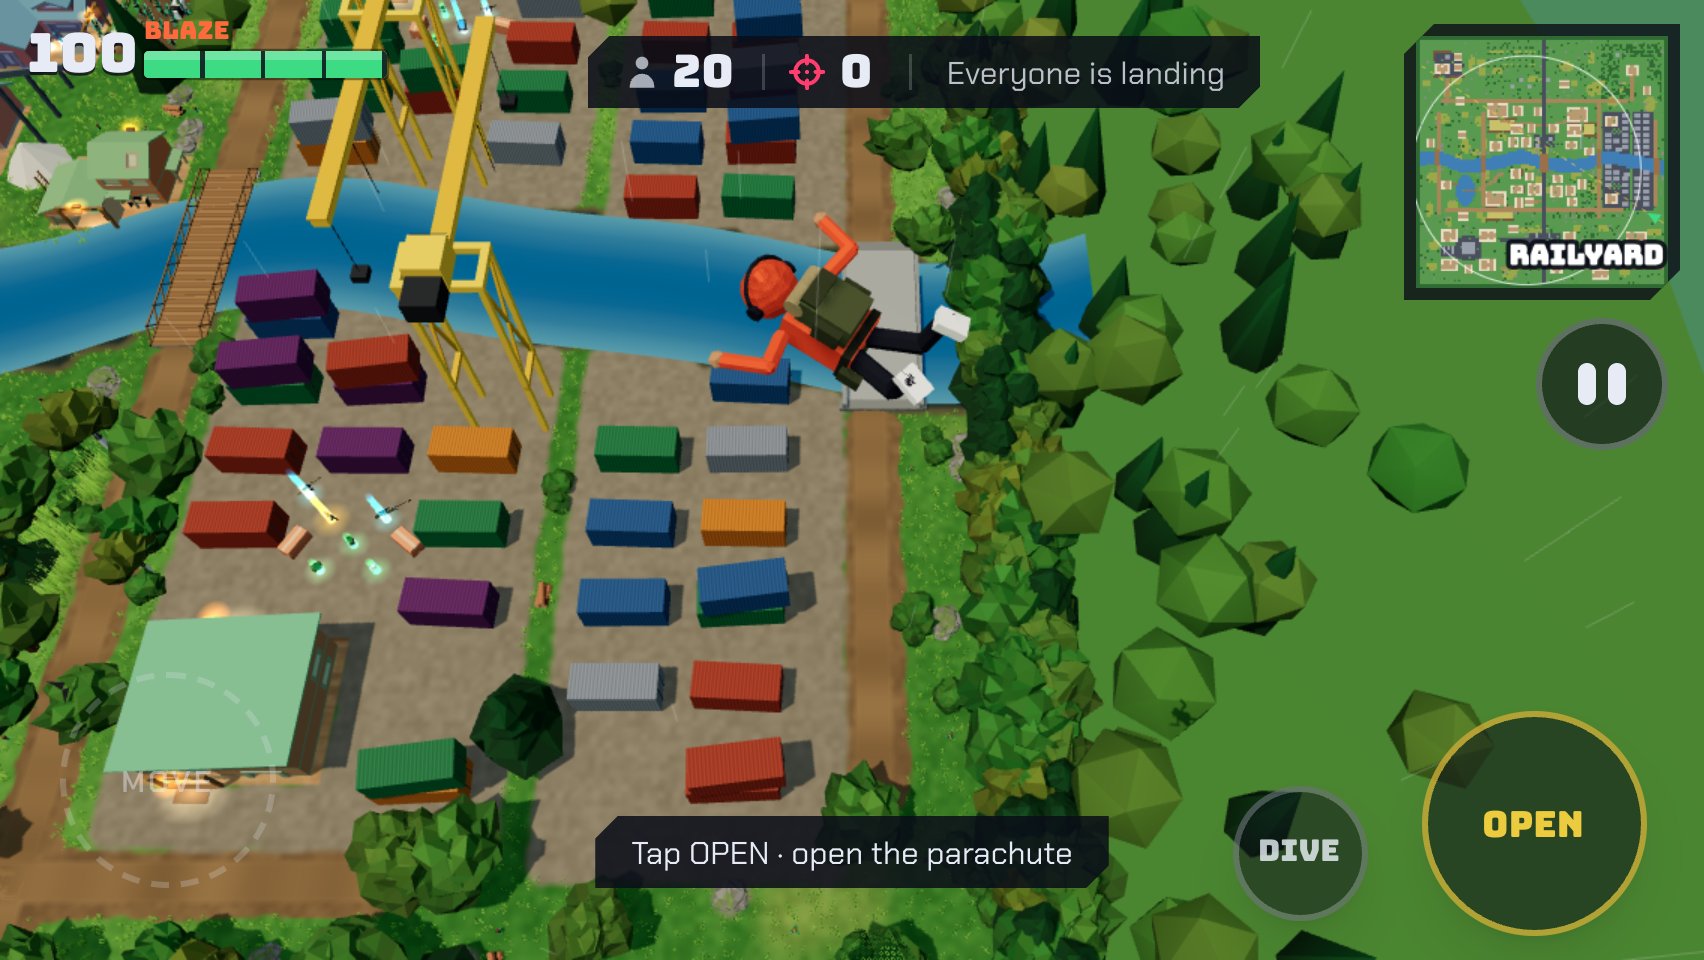 100
BLAZE
20
0
Everyone is landing
RAILYARD
MOVE
Tap OPEN · open the parachute
DIVE
OPEN